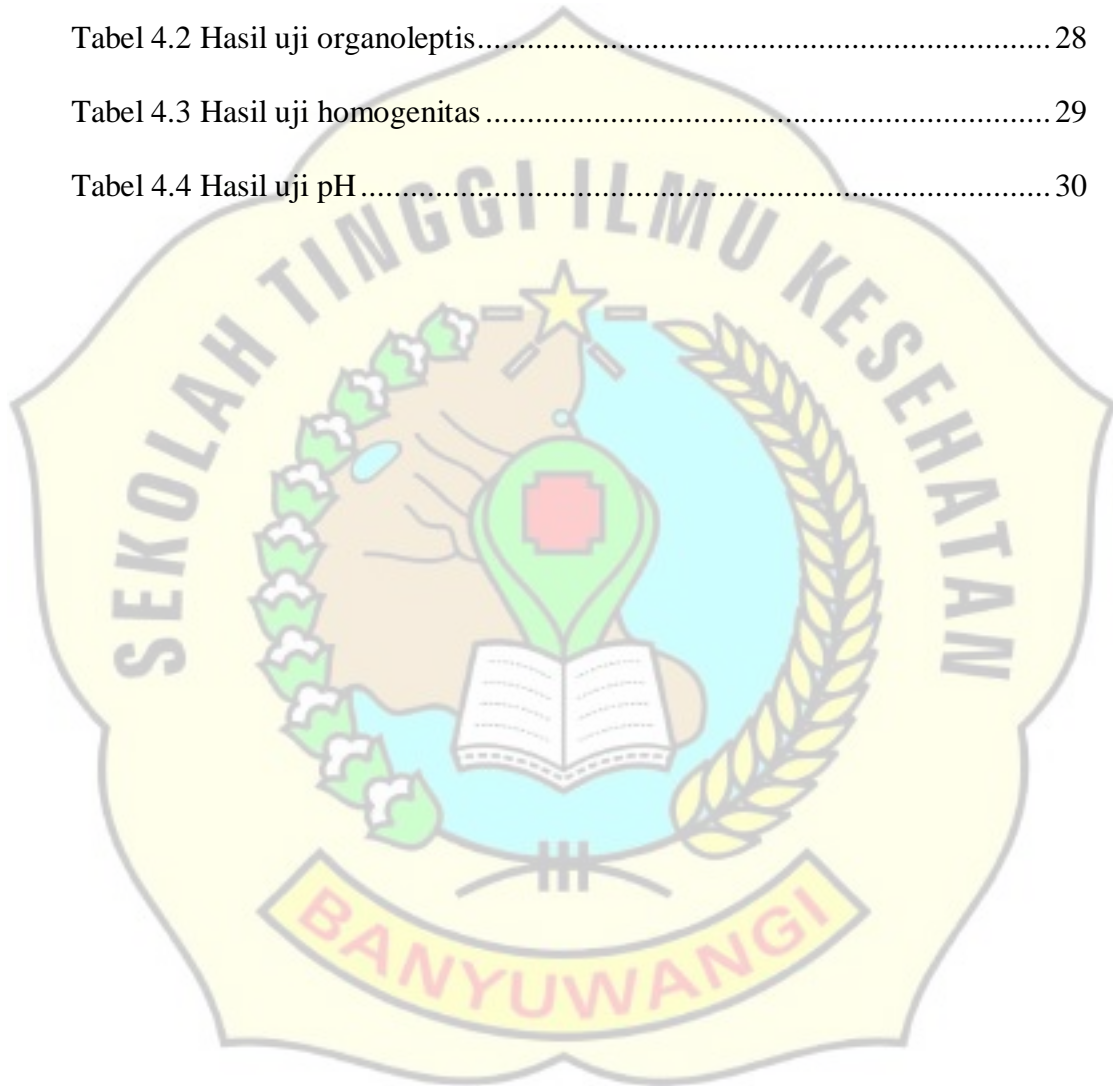 Tabel 4.2 Hasil uji organoleptis.......................................................................... 28
Tabel 4.3 Hasil uji homogenitas ......................................................................... 29
Tabel 4.4 Hasil uji pH......................................................................................... 30
SEKOLAH TINGGI ILMU KESEHATAN
BANYUWANGI